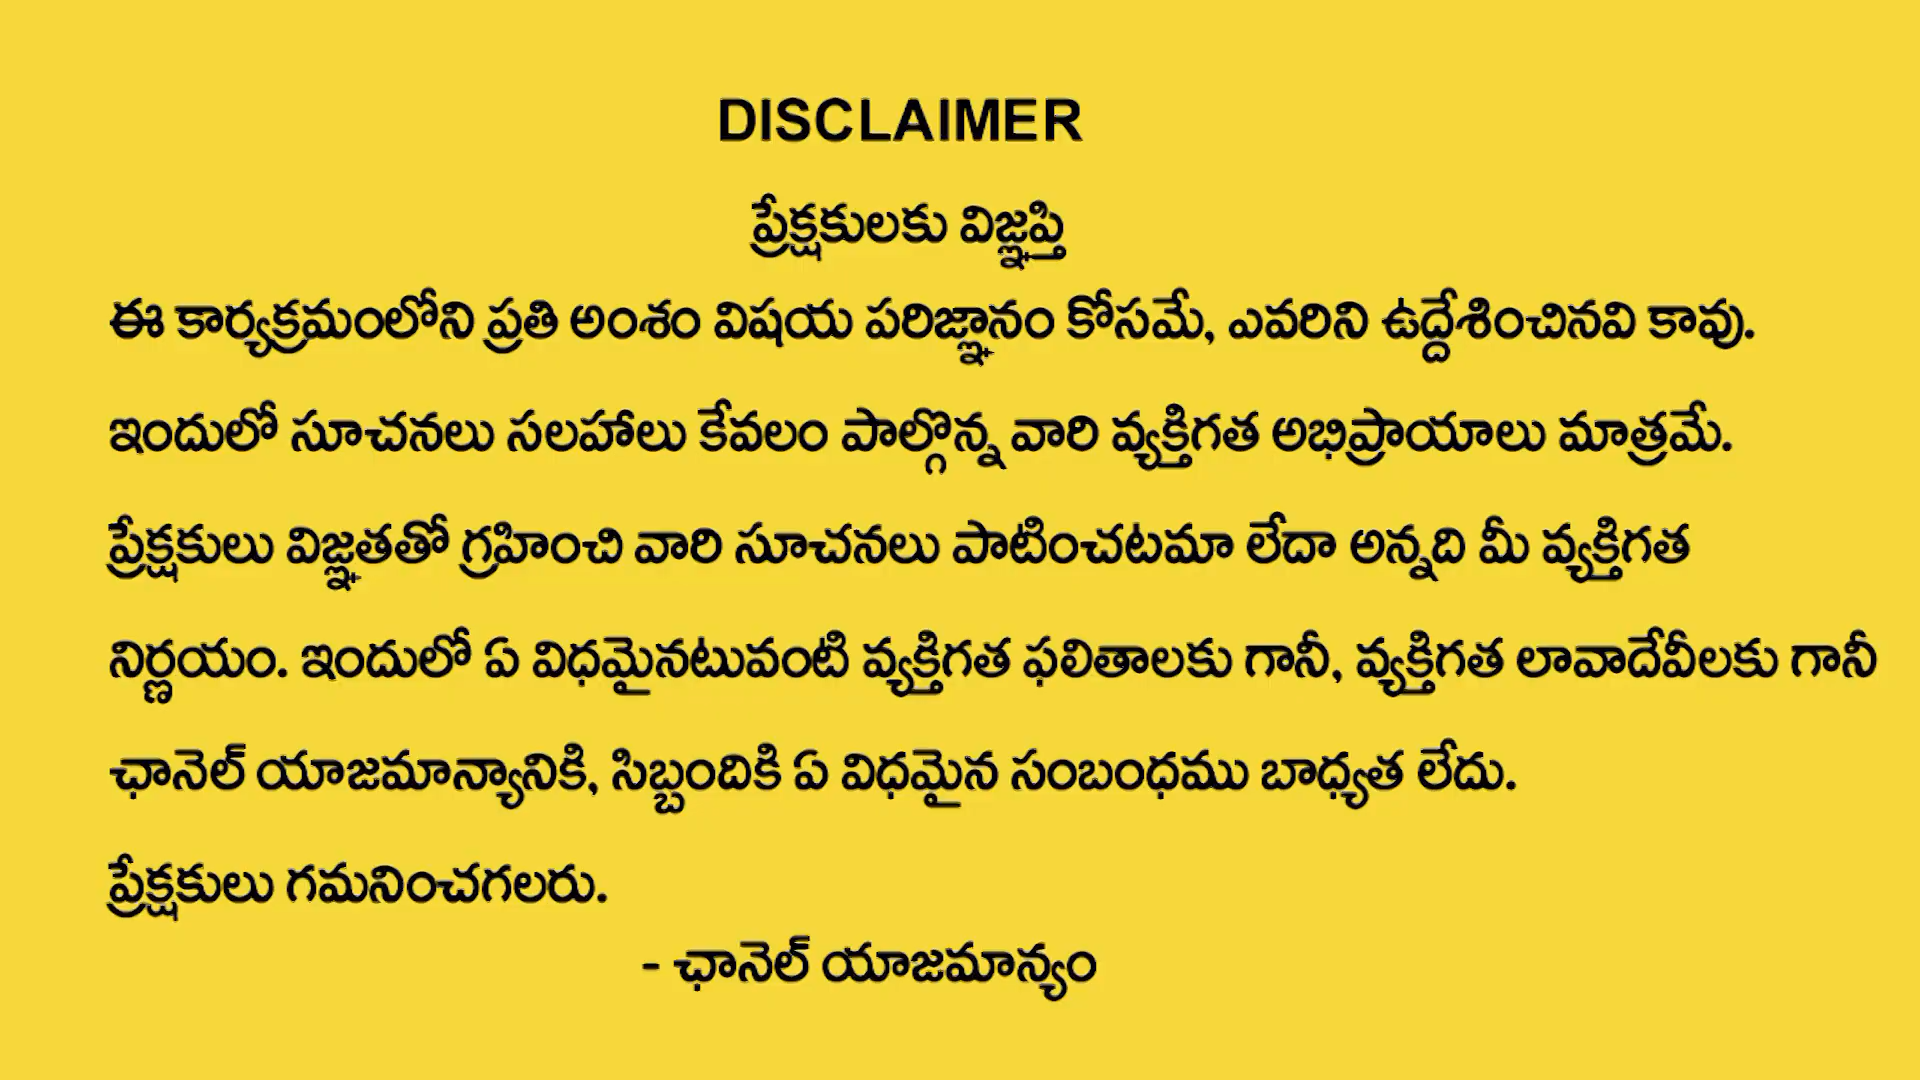 DISCLAIMER
ప్రేక్షకులకు విజ్ఞప్తి
ఈ కార్యక్రమంలోని ప్రతి అంశం విషయ పరిజ్ఞానం కోసమే, ఎవరిని ఉద్దేశించినవి కావు.
ఇందులో సూచనలు సలహాలు కేవలం పాల్గొన్న వారి వ్యక్తిగత అభిప్రాయాలు మాత్రమే.
ప్రేక్షకులు విజ్ఞతతో గ్రహించి వారి సూచనలు పాటించటమా లేదా అన్నది మీ వ్యక్తిగత
నిర్ణయం. ఇందులో ఏ విధమైనటువంటి వ్యక్తిగత ఫలితాలకు గానీ, వ్యక్తిగత లావాదేవీలకు గానీ
ఛానెల్ యాజమాన్యానికి, సిబ్బందికి ఏ విధమైన సంబంధము బాధ్యత లేదు.
ప్రేక్షకులు గమనించగలరు.
- ఛానెల్ యాజమాన్యం